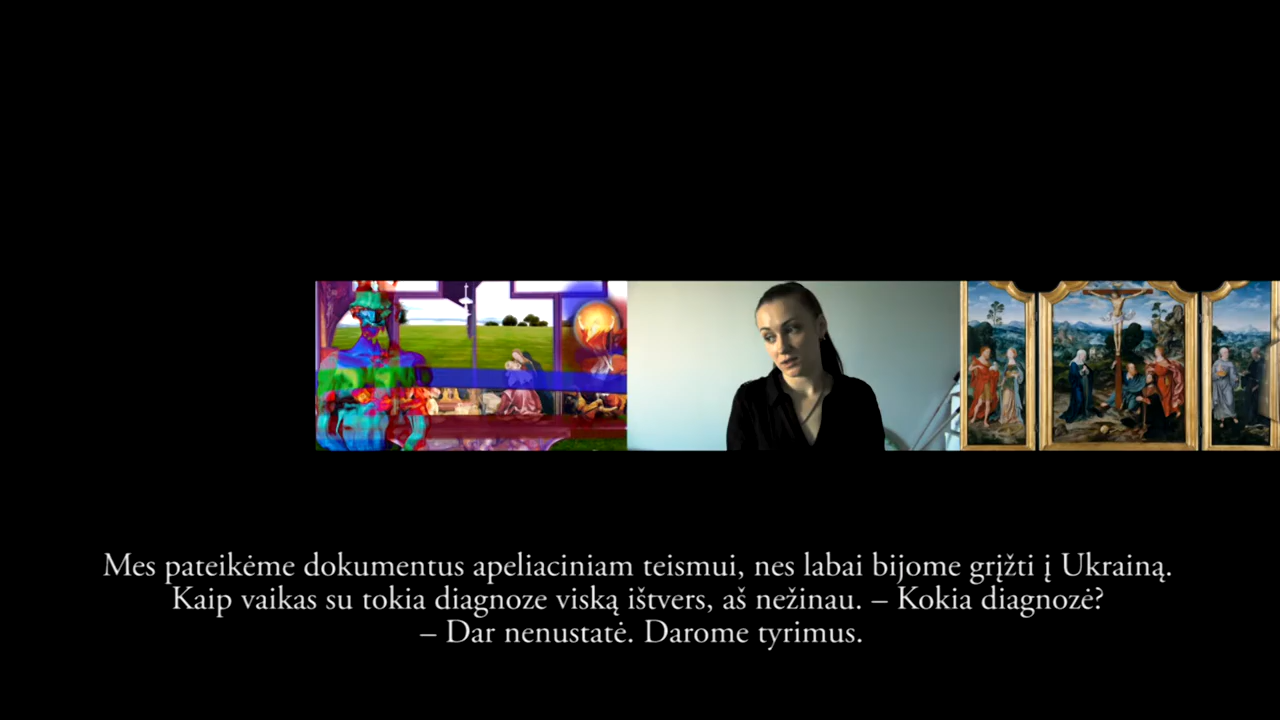 Mes pateikėme dokumentus apeliaciniam teismui, nes labai bijome grįžti į Ukrainą.
Kaip vaikas su tokia diagnoze viską ištvers, aš nežinau. – Kokia diagnozė?
– Dar nenustatė. Darome tyrimus.